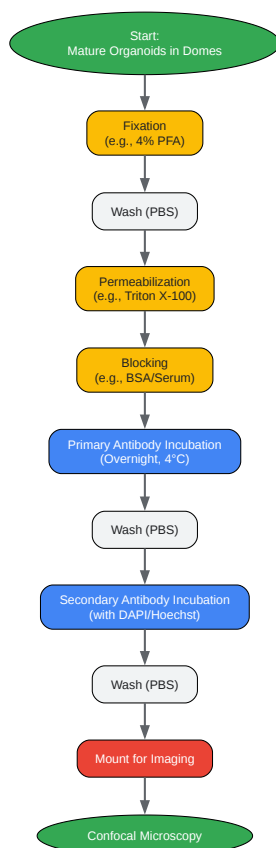 Start:
Mature Organoids in Domes
Fixation
(e.g., 4% PFA)
Wash (PBS)
Permeabilization
(e.g., Triton X-100)
Blocking
(e.g., BSA/Serum)
Primary Antibody Incubation
(Overnight, 4°C)
Wash (PBS)
Secondary Antibody Incubation
(with DAPI/Hoechst)
Wash (PBS)
Mount for Imaging
Confocal Microscopy